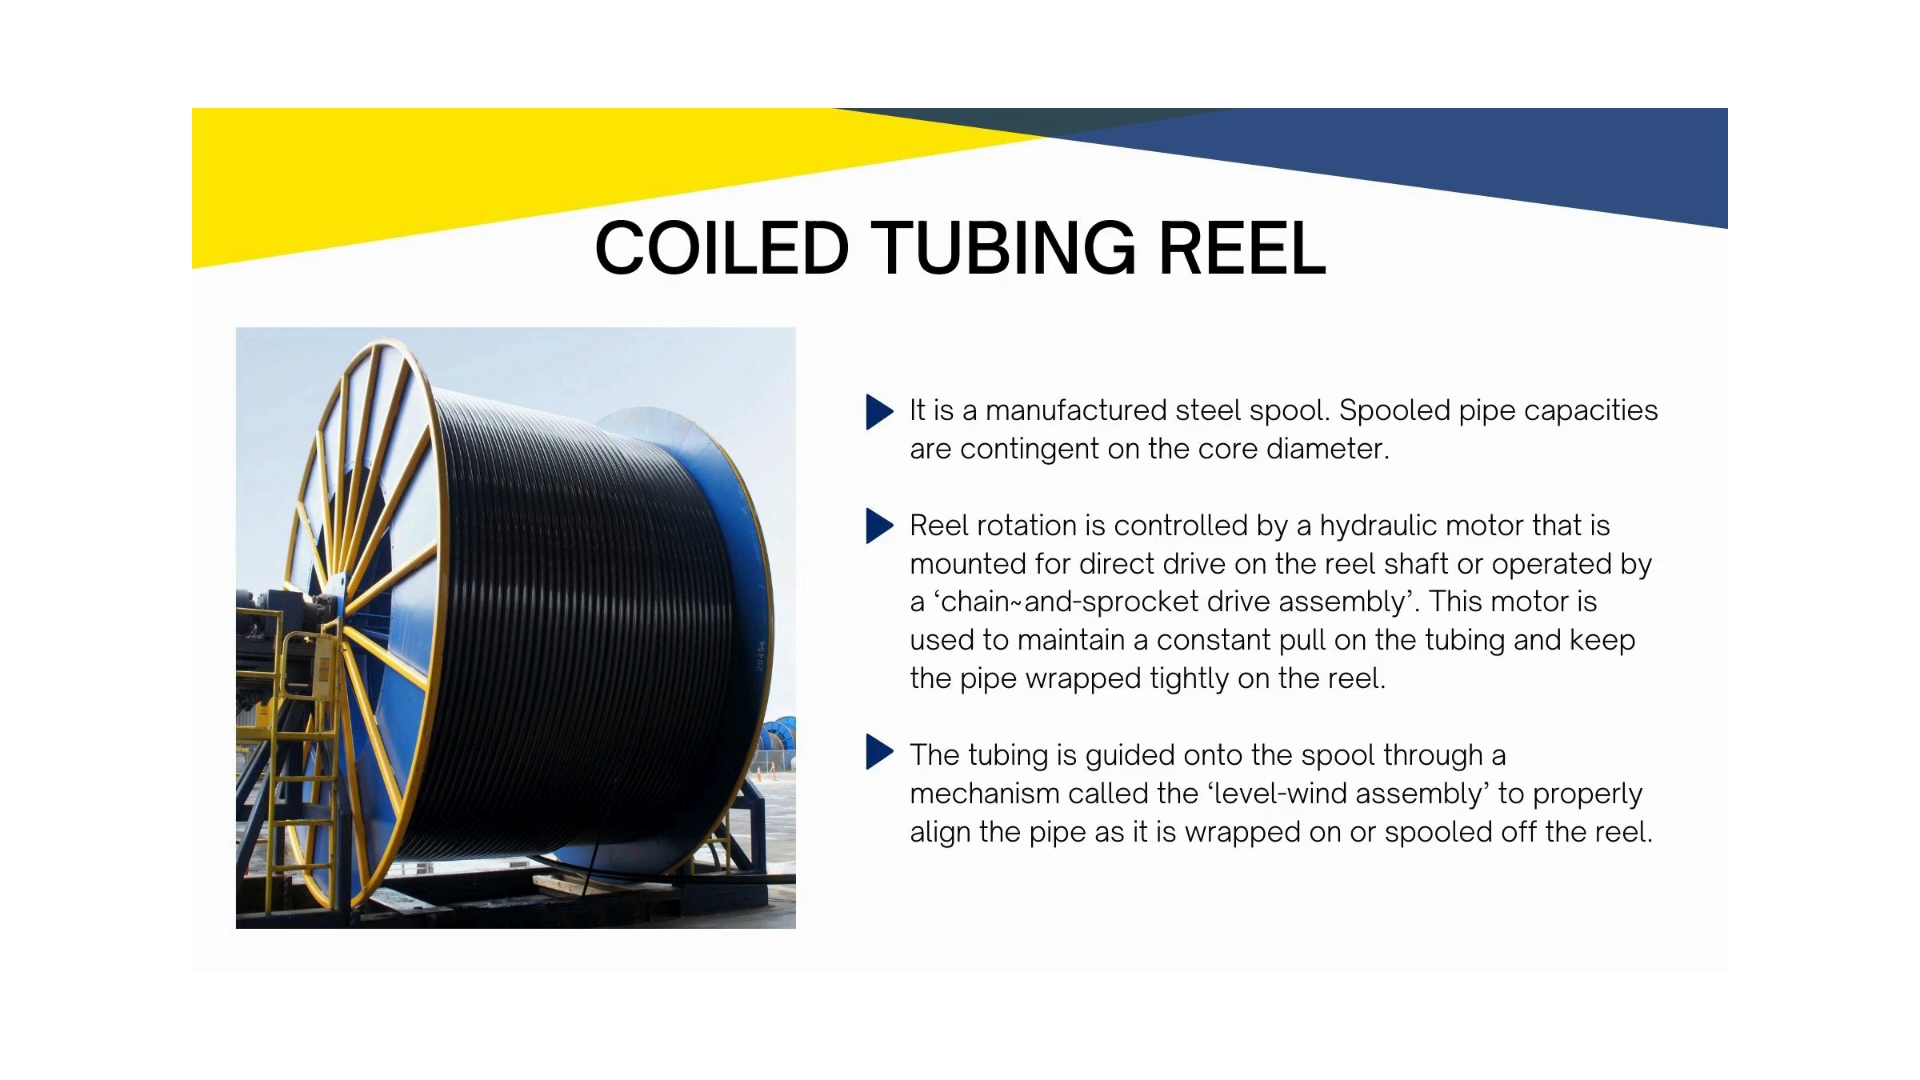 COILED TUBING REEL
It is a manufactured steel spool. Spooled pipe capacities
are contingent on the core diameter.
Reel rotation is controlled by a hydraulic motor that is
mounted for direct drive on the reel shaft or operated by
a ‘chain~and-sprocket drive assembly’. This motor is
used to maintain a constant pull on the tubing and keep
the pipe wrapped tightly on the reel.
The tubing is guided onto the spool through a
mechanism called the ‘level-wind assembly’ to properly
align the pipe as it is wrapped on or spooled off the reel.